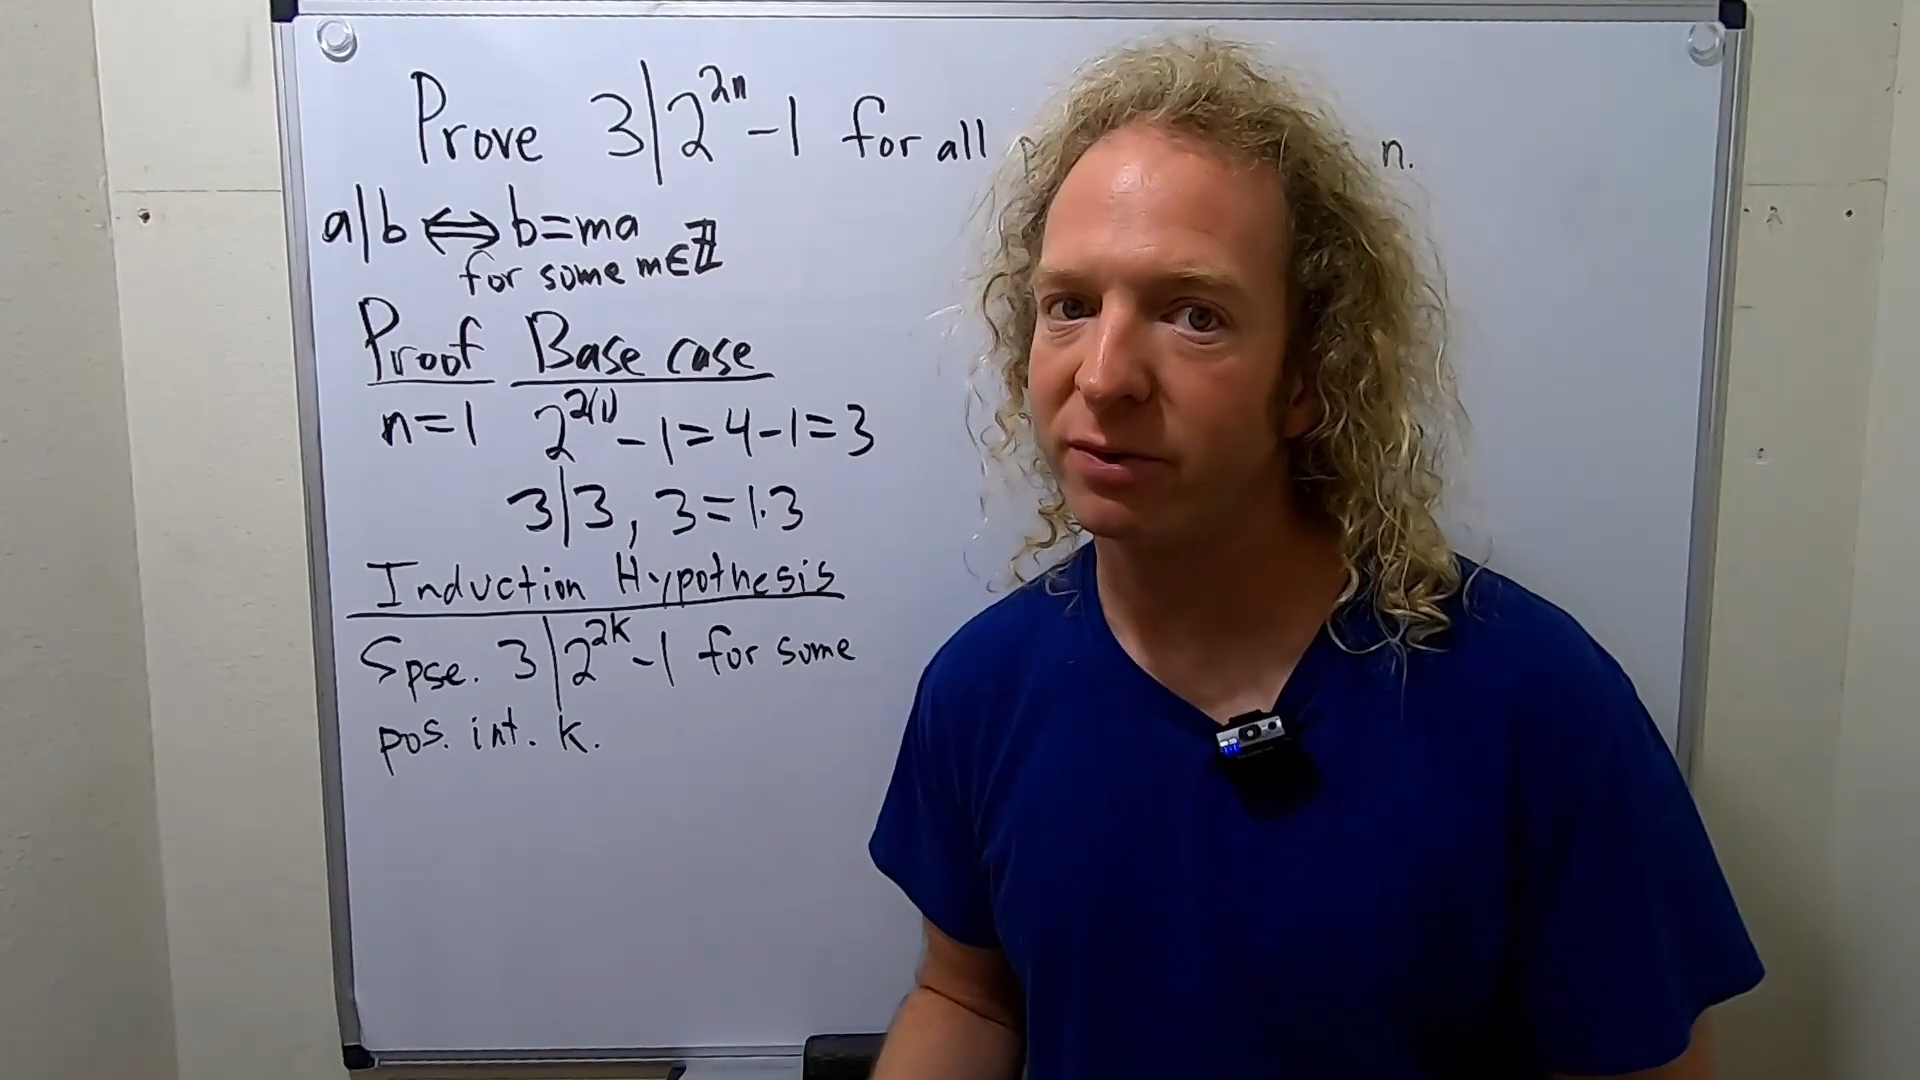 Prove 3|2^{2n}-1 for all n.
a|b ⟺ b=ma
for some m∈ℤ
Proof Base case
n=1 2^{2(1)}-1=4-1=3
3|3, 3=1·3
Induction Hypothesis
Spse. 3|2^{2k}-1 for some
pos. int. k.